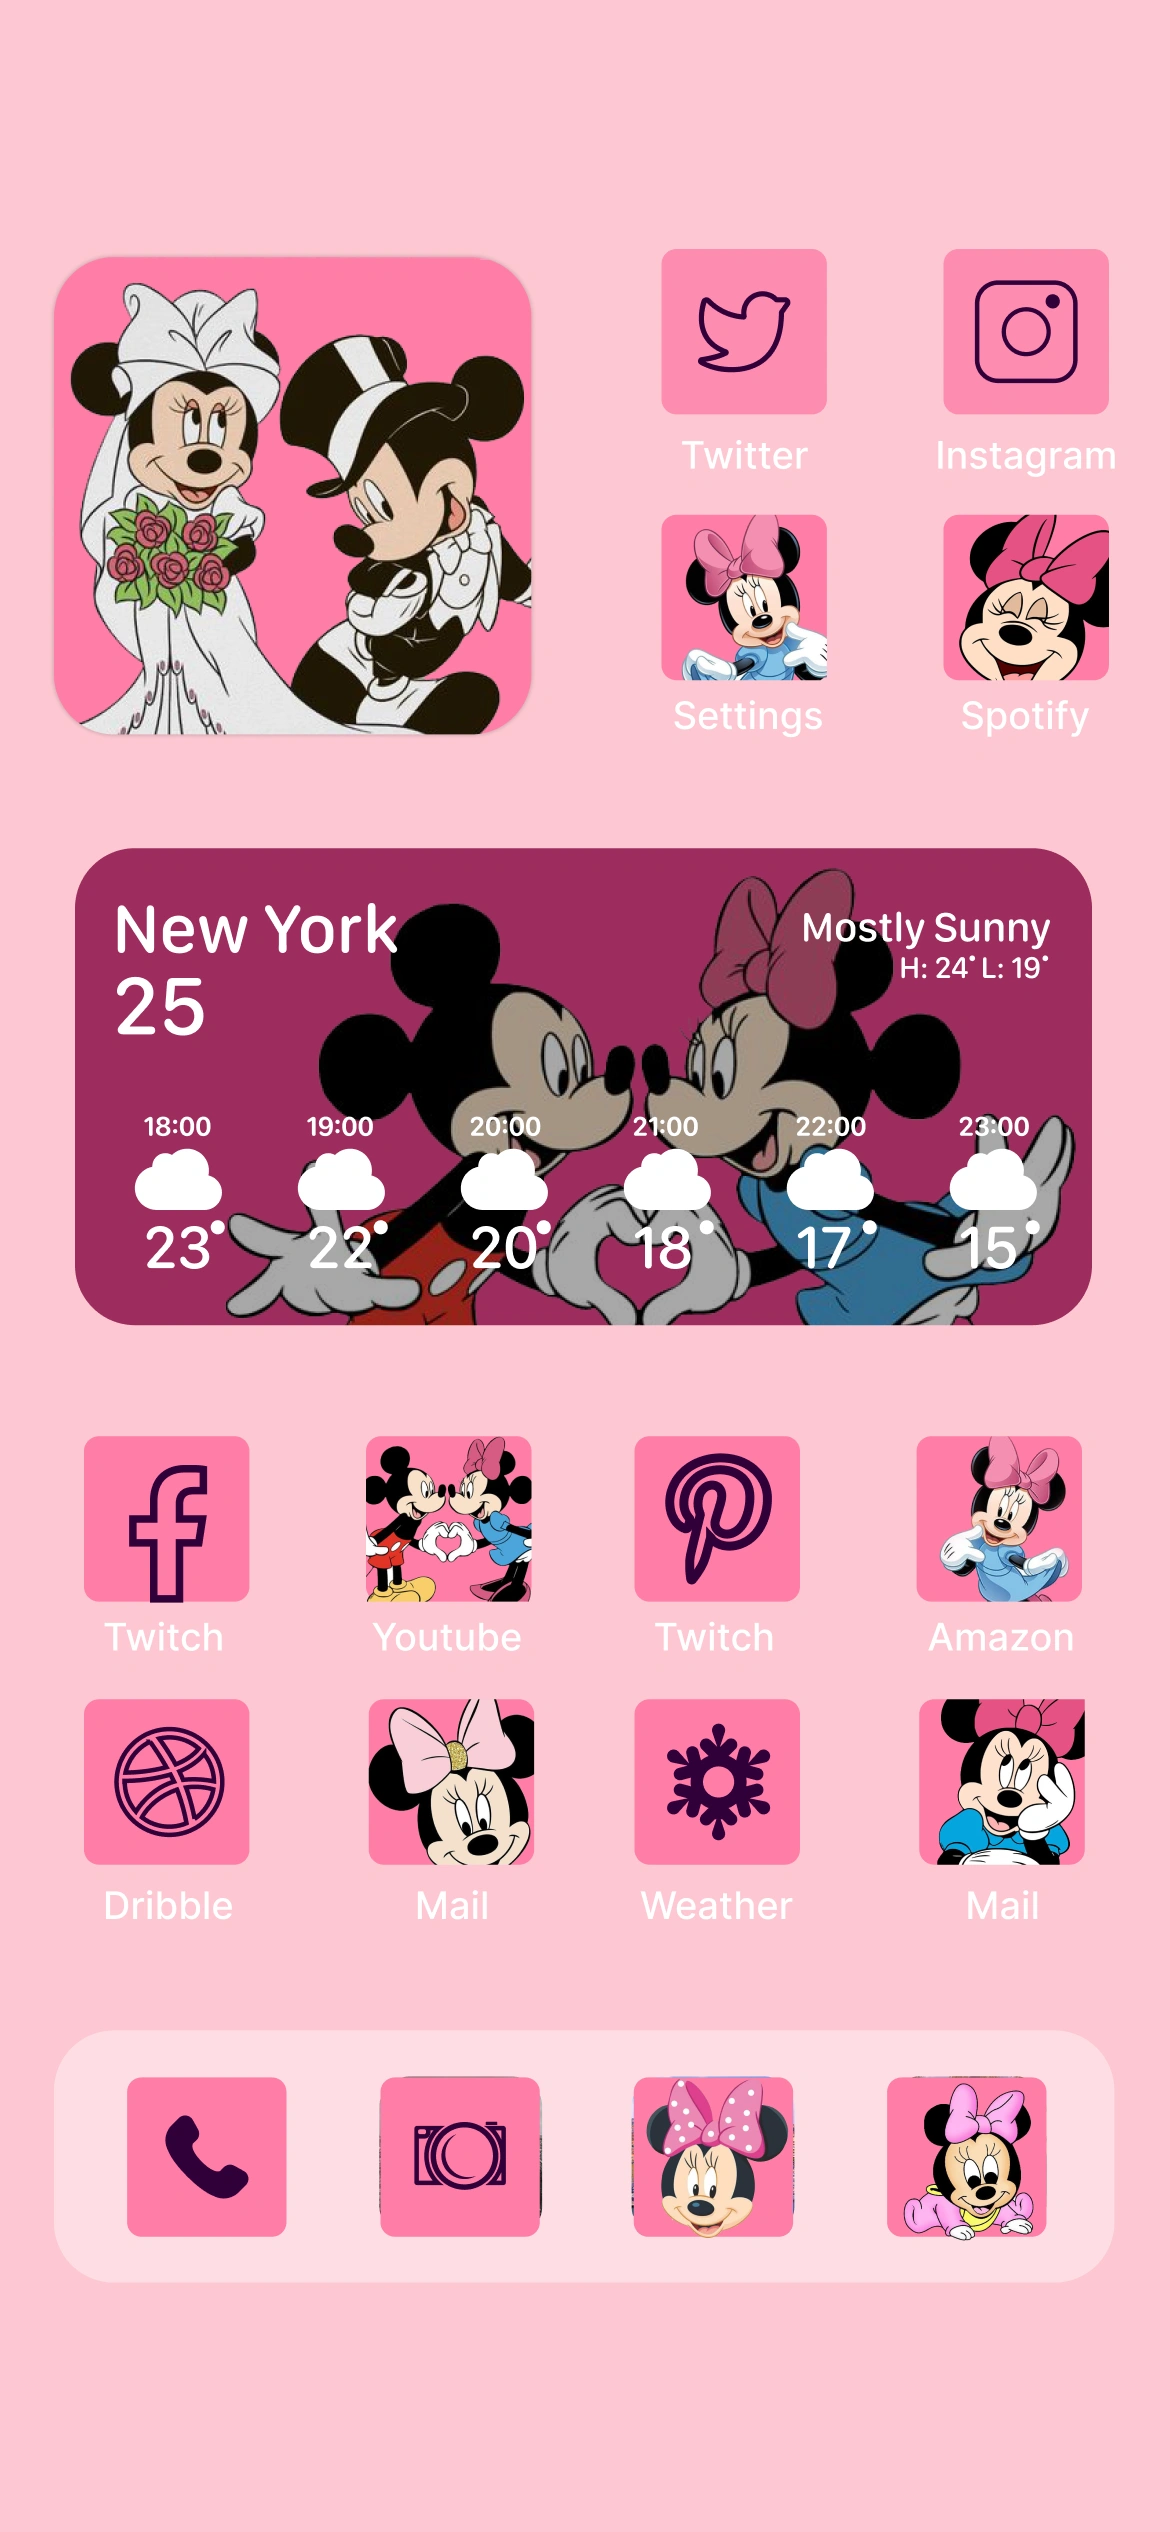 Twitter
Instagram
Settings
Spotify
New York
25
Mostly Sunny
H: 24° L: 19°
18:00 19:00 20:00 21:00 22:00 23:00
23° 22° 20° 18° 17° 15°
Twitch
Youtube
Twitch
Amazon
Dribble
Mail
Weather
Mail